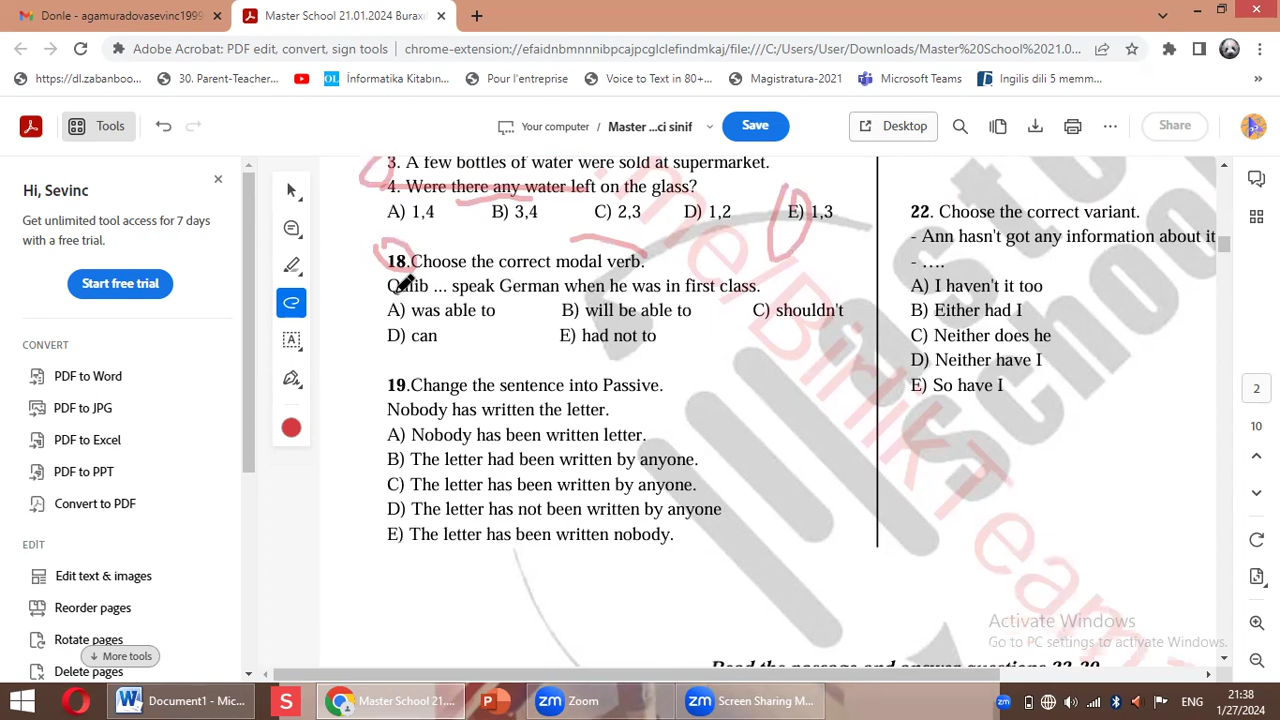 Donle - agamuradovasevinc1999
Master School 21.01.2024 Buraxı
Adobe Acrobat: PDF edit, convert, sign tools
chrome-extension://efaidnbmnnnibpcajpcglclefindmkaj/file:///C:/Users/User/Downloads/Master%20School%2021.0...
https://dl.zabanboo...
30. Parent-Teacher...
İnformatika Kitabın...
Pour l'entreprise
Voice to Text in 80+...
Magistratura-2021
Microsoft Teams
Ingilis dili 5 memm...
»
Tools
Your computer
/
Master ...ci sinif
Save
Desktop
Share
Hi, Sevinc
Get unlimited tool access for 7 days
with a free trial.
Start free trial
CONVERT
PDF to Word
PDF to JPG
PDF to Excel
PDF to PPT
Convert to PDF
EDIT
Edit text & images
Reorder pages
Rotate pages
More tools
Delete pages
3. A few bottles of water were sold at supermarket.
4. Were there any water left on the glass?
A) 1,4 B) 3,4 C) 2,3 D) 1,2 E) 1,3
18.Choose the correct modal verb.
Qalib ... speak German when he was in first class.
A) was able to B) will be able to C) shouldn't
D) can E) had not to
19.Change the sentence into Passive.
Nobody has written the letter.
A) Nobody has been written letter.
B) The letter had been written by anyone.
C) The letter has been written by anyone.
D) The letter has not been written by anyone
E) The letter has been written nobody.
22. Choose the correct variant.
- Ann hasn't got any information about it
- ….
A) I haven't it too
B) Either had I
C) Neither does he
D) Neither have I
E) So have I
Read the passage and answer questions 23-29
ine/BirlikTeam
school
2
10
Activate Windows
Go to PC settings to activate Windows.
Document1 - Mic...
Master School 21....
Zoom
Screen Sharing M...
ENG
21:38
1/27/2024